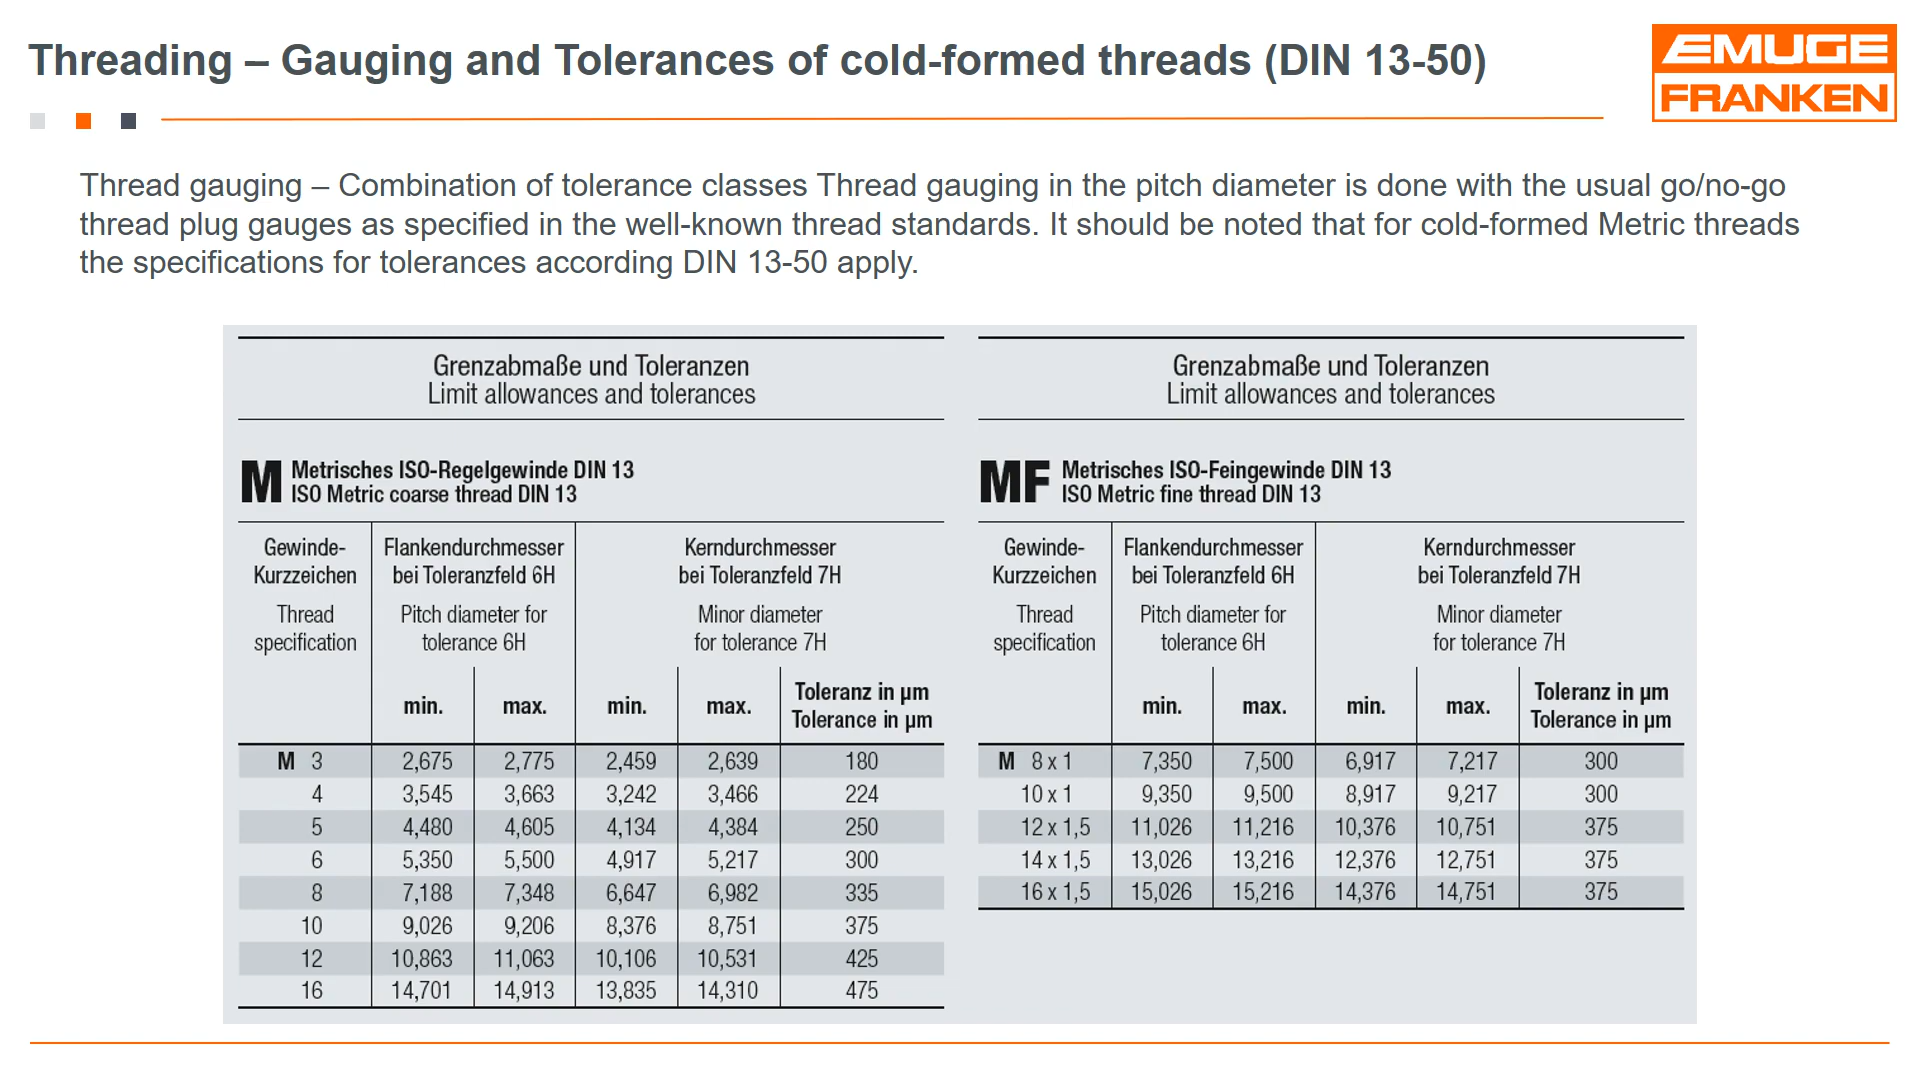 Threading – Gauging and Tolerances of cold-formed threads (DIN 13-50)
EMUGE
FRANKEN
Thread gauging – Combination of tolerance classes Thread gauging in the pitch diameter is done with the usual go/no-go
thread plug gauges as specified in the well-known thread standards. It should be noted that for cold-formed Metric threads
the specifications for tolerances according DIN 13-50 apply.
Grenzabmaße und Toleranzen
Limit allowances and tolerances
M Metrisches ISO-Regelgewinde DIN 13
ISO Metric coarse thread DIN 13
Gewinde- Flankendurchmesser Kerndurchmesser
Kurzzeichen bei Toleranzfeld 6H bei Toleranzfeld 7H
Thread Pitch diameter for Minor diameter
specification tolerance 6H for tolerance 7H
min. max. min. max. Toleranz in µm
Tolerance in µm
M 3 2,675 2,775 2,459 2,639 180
4 3,545 3,663 3,242 3,466 224
5 4,480 4,605 4,134 4,384 250
6 5,350 5,500 4,917 5,217 300
8 7,188 7,348 6,647 6,982 335
10 9,026 9,206 8,376 8,751 375
12 10,863 11,063 10,106 10,531 425
16 14,701 14,913 13,835 14,310 475
Grenzabmaße und Toleranzen
Limit allowances and tolerances
MF Metrisches ISO-Feingewinde DIN 13
ISO Metric fine thread DIN 13
Gewinde- Flankendurchmesser Kerndurchmesser
Kurzzeichen bei Toleranzfeld 6H bei Toleranzfeld 7H
Thread Pitch diameter for Minor diameter
specification tolerance 6H for tolerance 7H
min. max. min. max. Toleranz in µm
Tolerance in µm
M 8 x 1 7,350 7,500 6,917 7,217 300
10 x 1 9,350 9,500 8,917 9,217 300
12 x 1,5 11,026 11,216 10,376 10,751 375
14 x 1,5 13,026 13,216 12,376 12,751 375
16 x 1,5 15,026 15,216 14,376 14,751 375